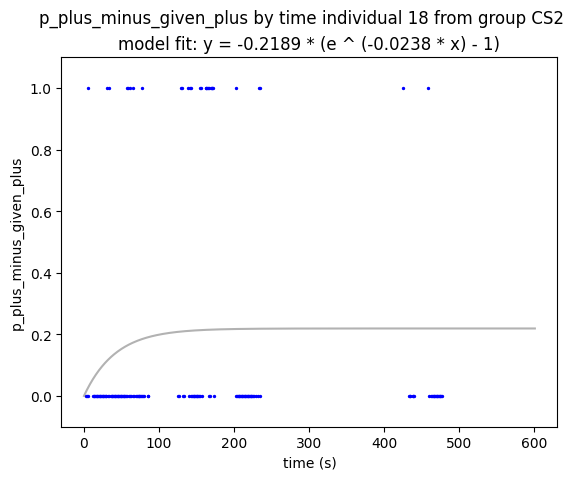 p_plus_minus_given_plus by time individual 18 from group CS2
model fit: y = -0.2189 * (e ^ (-0.0238 * x) - 1)
p_plus_minus_given_plus
1.0
0.8
0.6
0.4
0.2
0.0
0 100 200 300 400 500 600
time (s)